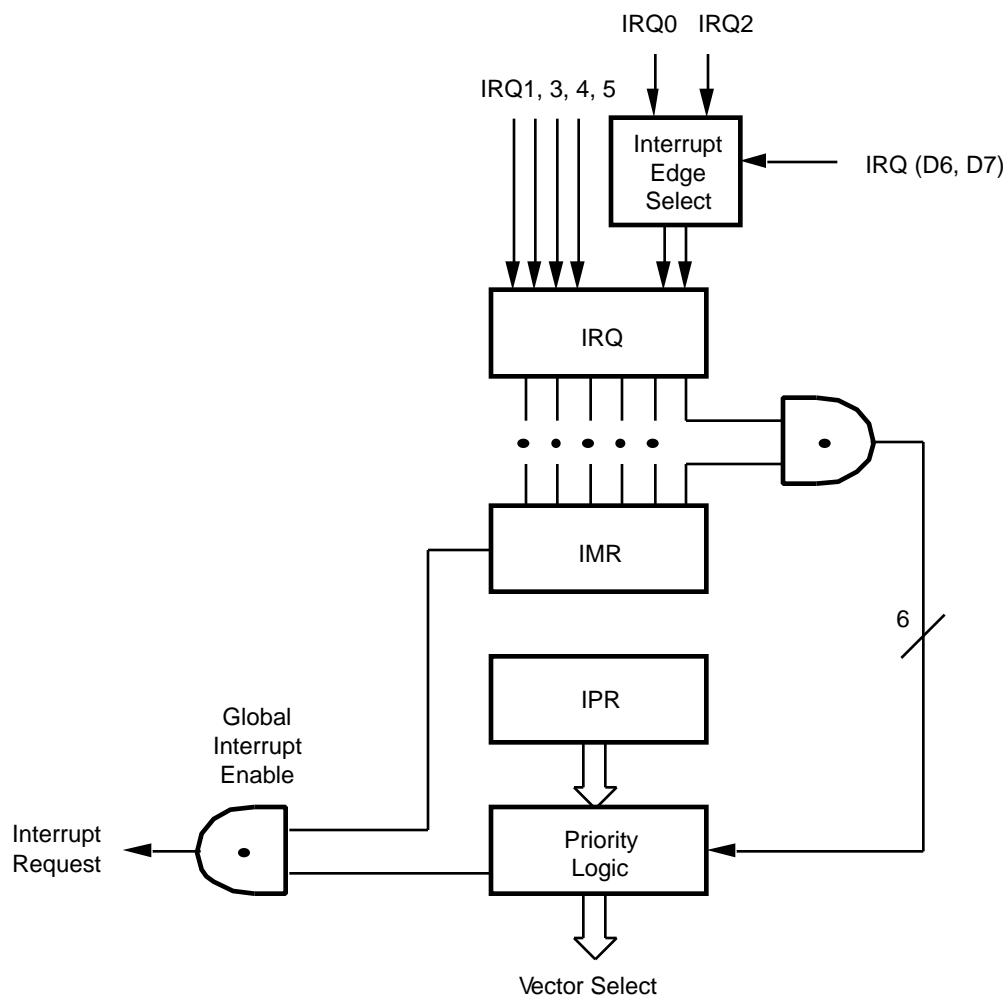 IRQ0 IRQ2
IRQ1, 3, 4, 5
Interrupt
Edge
Select
IRQ (D6, D7)
IRQ
IMR
6
IPR
Global
Interrupt
Enable
Interrupt
Request
Priority
Logic
Vector Select